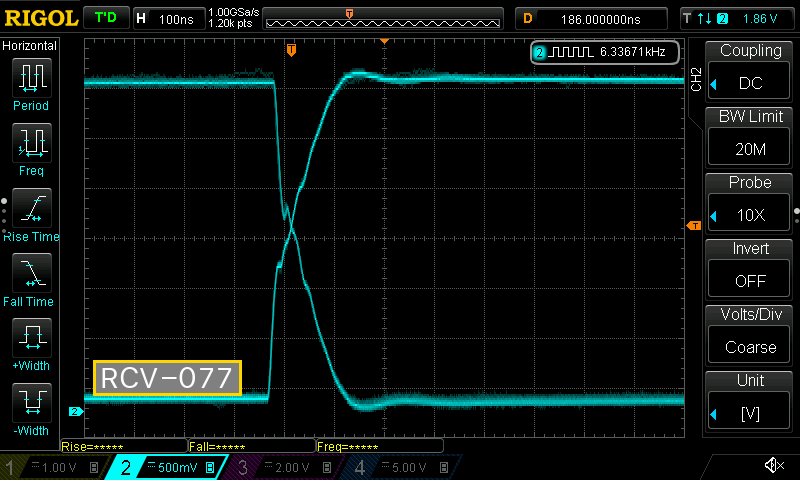 RIGOL T'D H 100ns 1.00GSa/s 1.20k pts T D 186.000000ns T 2 1.86 V
Horizontal
Period
Freq
Rise Time
Fall Time
+Width
-Width
T
2 6.33671kHz
T
2
RCV-077
CH2
Coupling
DC
BW Limit
20M
Probe
10X
Invert
OFF
Volts/Div
Coarse
Unit
[V]
Rise=***** Fall=***** Freq=*****
1 1.00 V B 2 500mV B 3 2.00 V B 4 5.00 V B